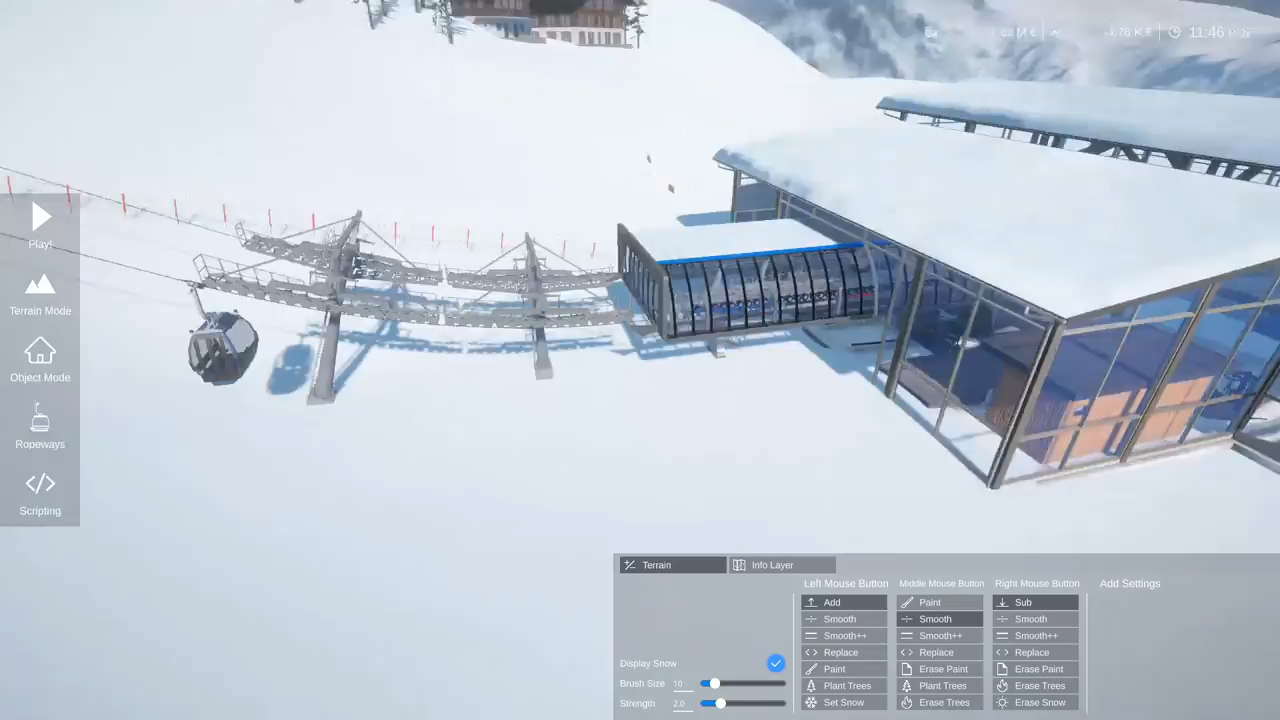 11:46
Play!
Terrain Mode
Object Mode
Ropeways
Scripting
Terrain
Info Layer
Left Mouse Button
Middle Mouse Button
Right Mouse Button
Add Settings
Add
Paint
Sub
Smooth
Smooth
Smooth
Smooth++
Smooth++
Smooth++
Replace
Replace
Replace
Display Snow
Paint
Erase Paint
Erase Paint
Brush Size 10
Plant Trees
Plant Trees
Erase Trees
Strength 2.0
Set Snow
Erase Trees
Erase Snow